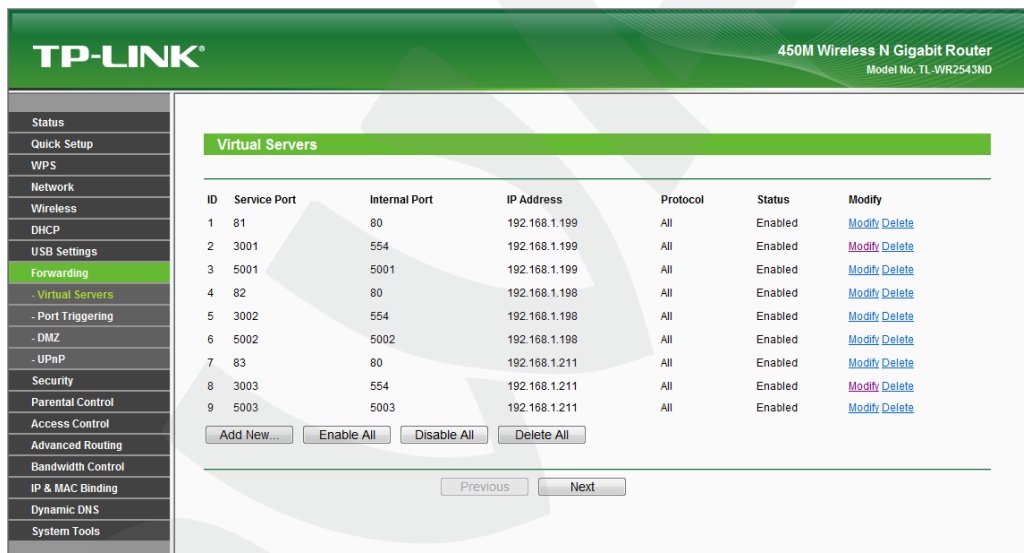 TP-LINK®
450M Wireless N Gigabit Router
Model No. TL-WR2543ND
Status
Quick Setup
WPS
Network
Wireless
DHCP
USB Settings
Forwarding
- Virtual Servers
- Port Triggering
- DMZ
- UPnP
Security
Parental Control
Access Control
Advanced Routing
Bandwidth Control
IP & MAC Binding
Dynamic DNS
System Tools
Virtual Servers
ID Service Port Internal Port IP Address Protocol Status Modify
1 81 80 192.168.1.199 All Enabled Modify Delete
2 3001 554 192.168.1.199 All Enabled Modify Delete
3 5001 5001 192.168.1.199 All Enabled Modify Delete
4 82 80 192.168.1.198 All Enabled Modify Delete
5 3002 554 192.168.1.198 All Enabled Modify Delete
6 5002 5002 192.168.1.198 All Enabled Modify Delete
7 83 80 192.168.1.211 All Enabled Modify Delete
8 3003 554 192.168.1.211 All Enabled Modify Delete
9 5003 5003 192.168.1.211 All Enabled Modify Delete
Add New... Enable All Disable All Delete All
Previous Next